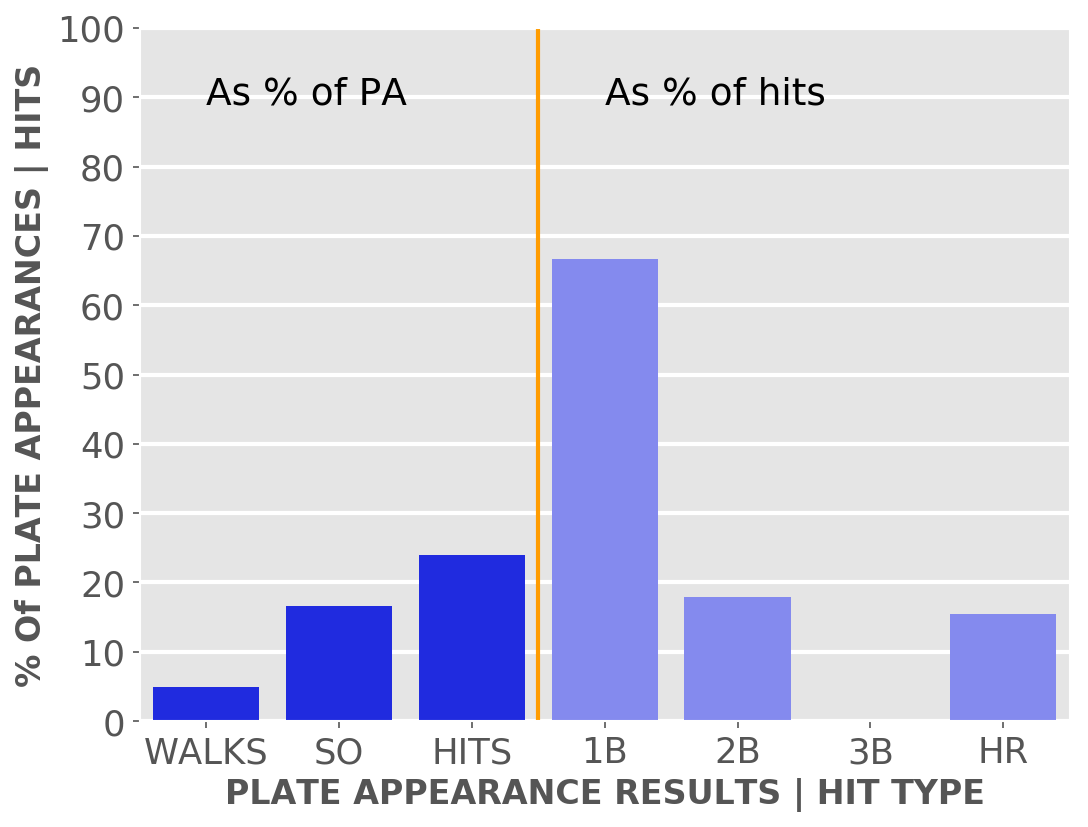 % Of PLATE APPEARANCES | HITS
100
90
80
70
60
50
40
30
20
10
0
As % of PA
As % of hits
WALKS SO HITS 1B 2B 3B HR
PLATE APPEARANCE RESULTS | HIT TYPE